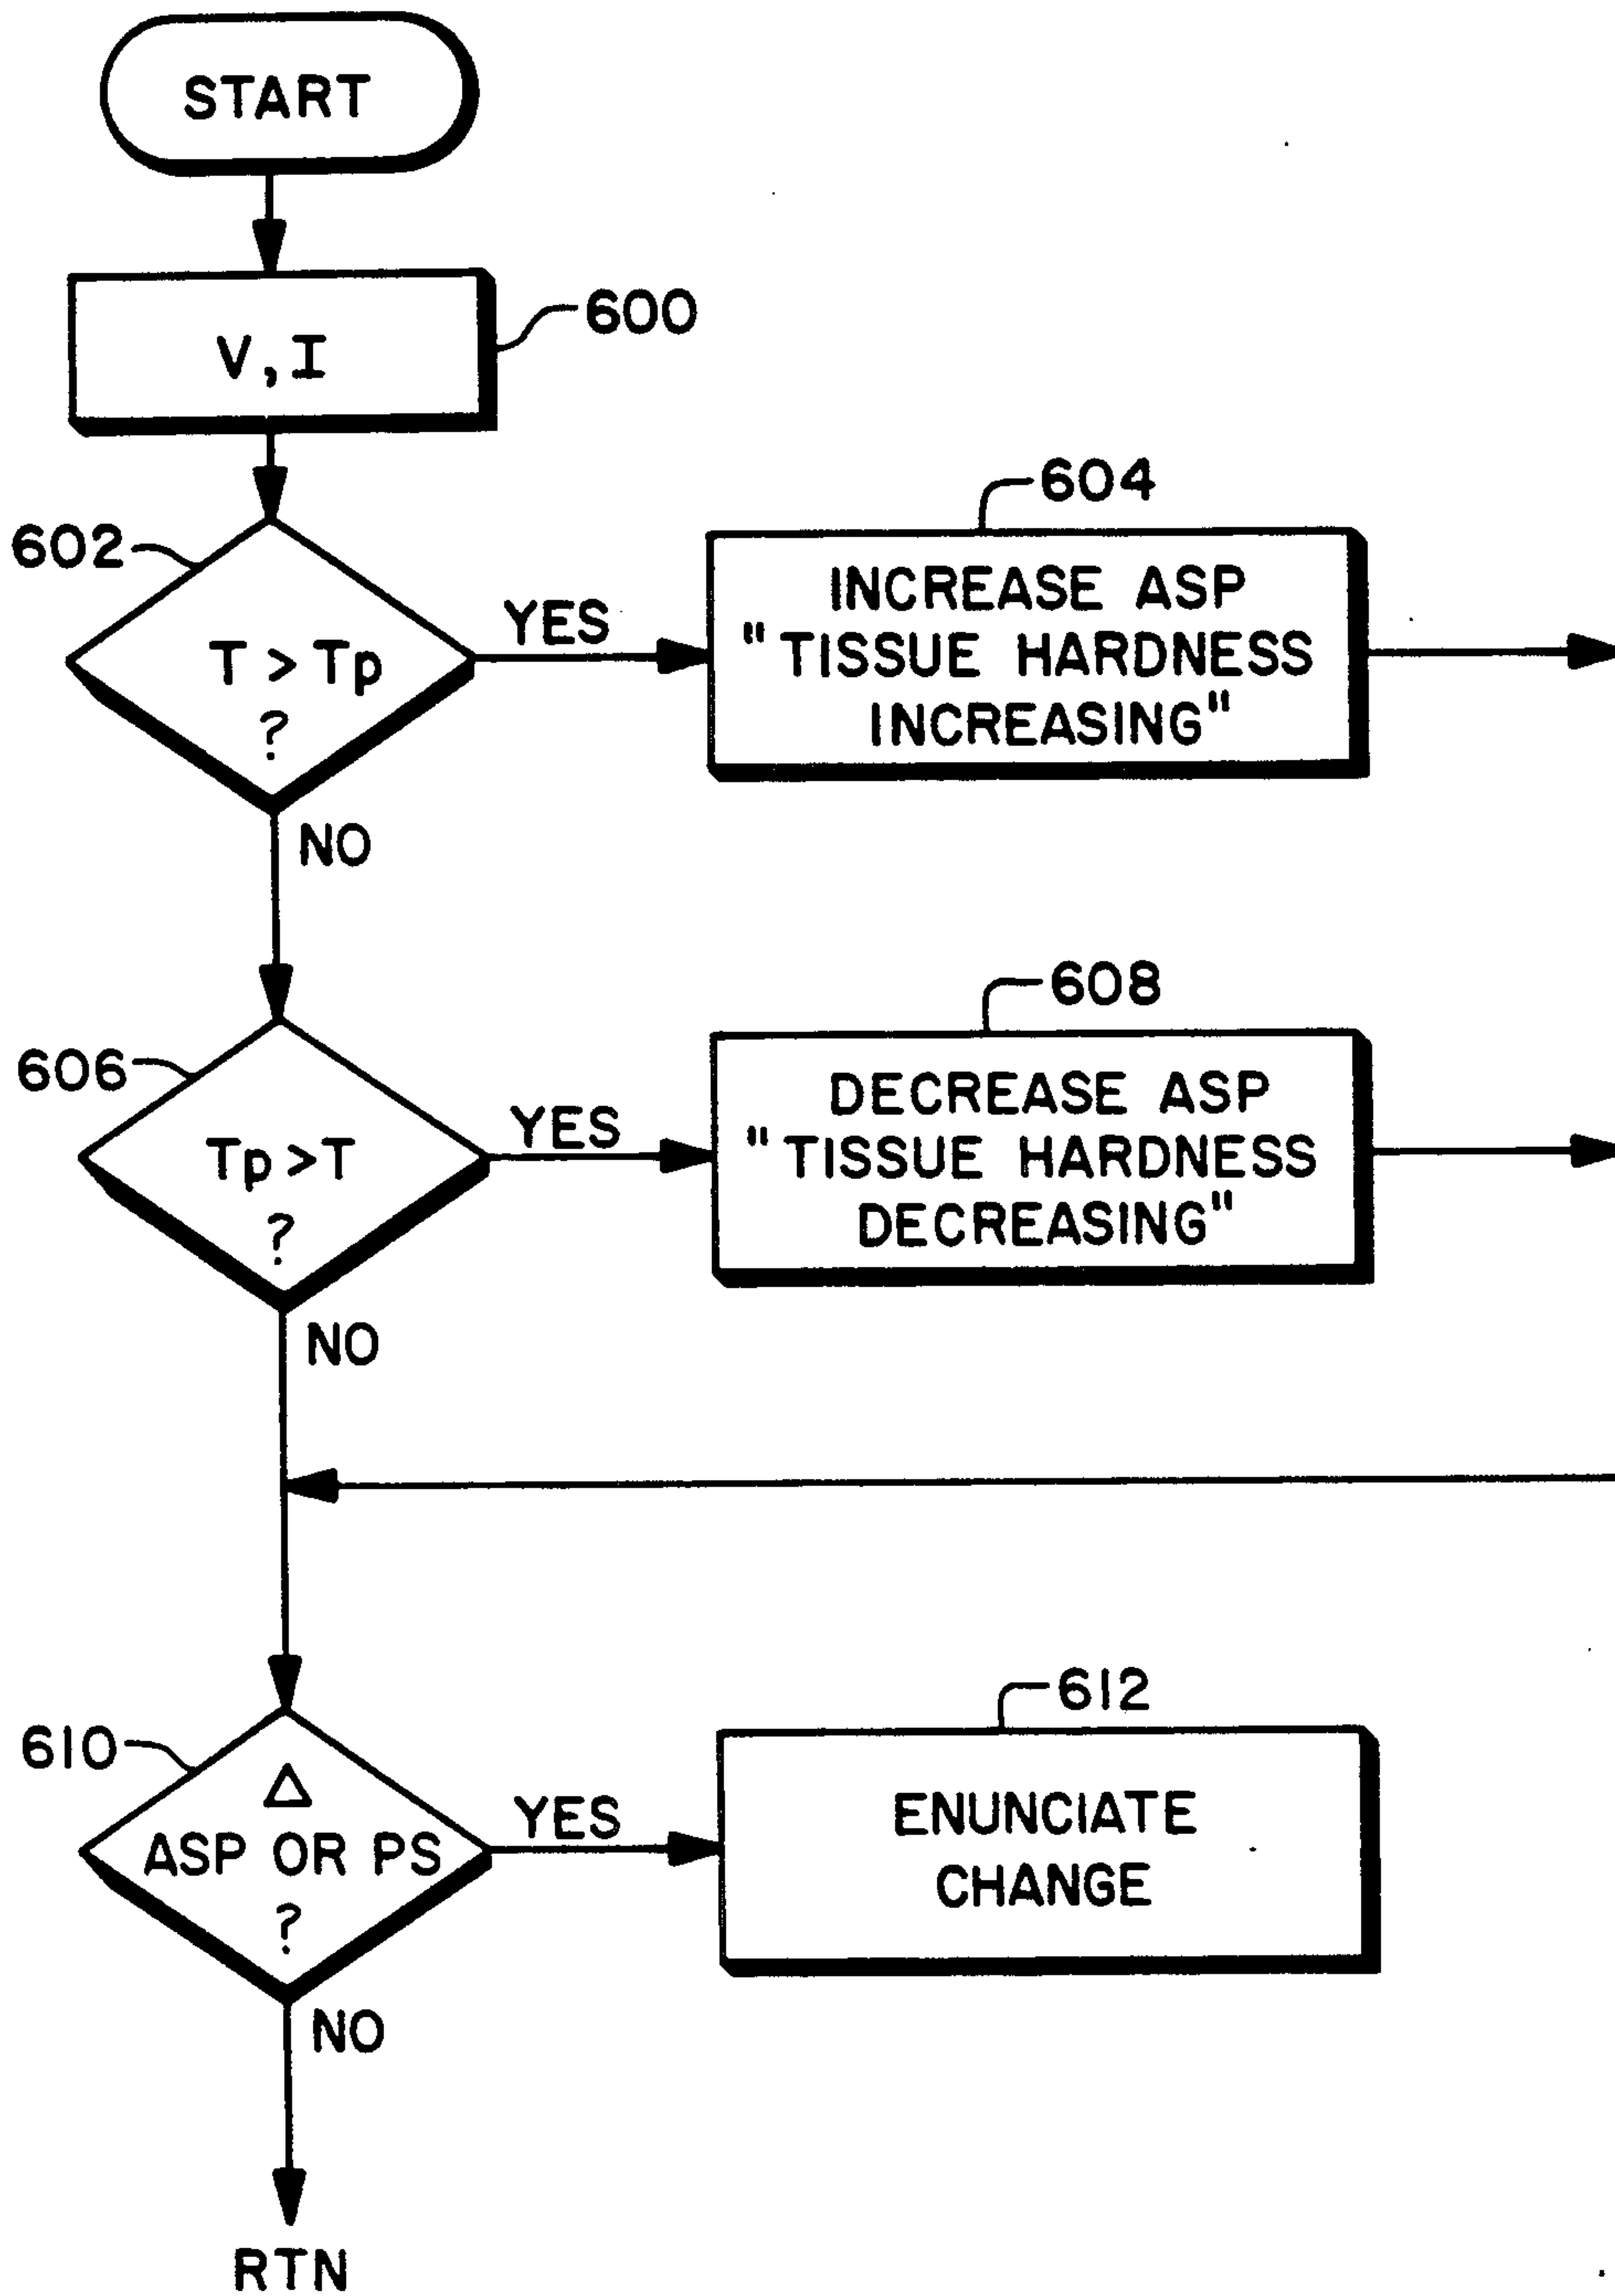 START
V, I
600
602
T > Tp
?
YES
604
INCREASE ASP
"TISSUE HARDNESS
INCREASING"
NO
606
Tp > T
?
YES
608
DECREASE ASP
"TISSUE HARDNESS
DECREASING"
NO
610
Δ
ASP OR PS
?
YES
612
ENUNCIATE
CHANGE
NO
RTN